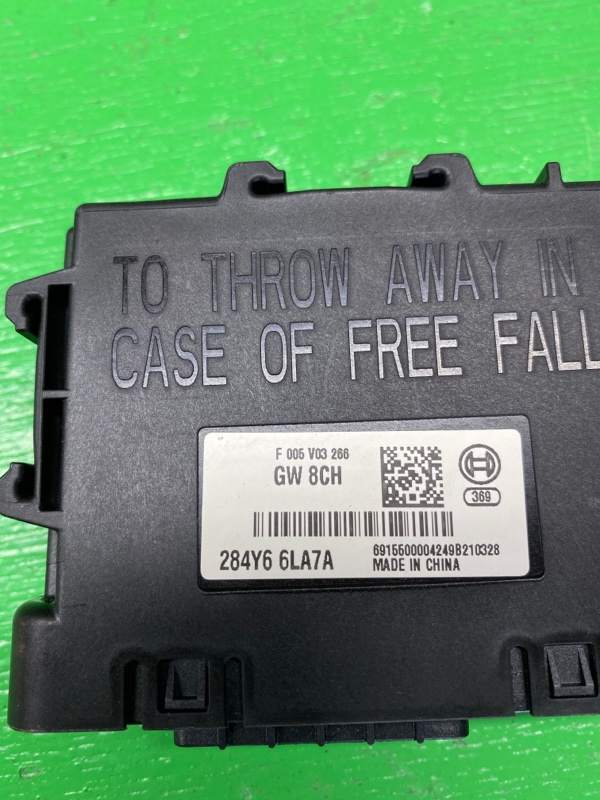 TO THROW AWAY IN
CASE OF FREE FALL
F 005 V03 266
GW 8CH
369
284Y6 6LA7A
6915500004249B210328
MADE IN CHINA